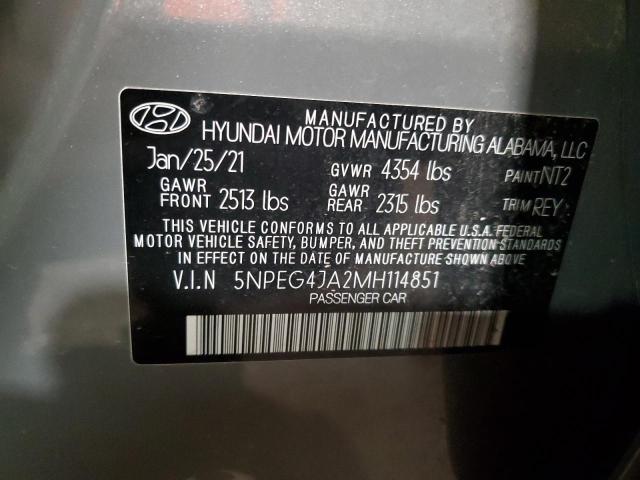 MANUFACTURED BY
HYUNDAI MOTOR MANUFACTURING ALABAMA, LLC
Jan/25/21 GVWR 4354 lbs PAINT NT2
GAWR FRONT 2513 lbs GAWR REAR 2315 lbs TRIM REY
THIS VEHICLE CONFORMS TO ALL APPLICABLE U.S.A. FEDERAL
MOTOR VEHICLE SAFETY, BUMPER, AND THEFT PREVENTION STANDARDS
IN EFFECT ON THE DATE OF MANUFACTURE SHOWN ABOVE.
V.I.N 5NPEG4JA2MH114851
PASSENGER CAR